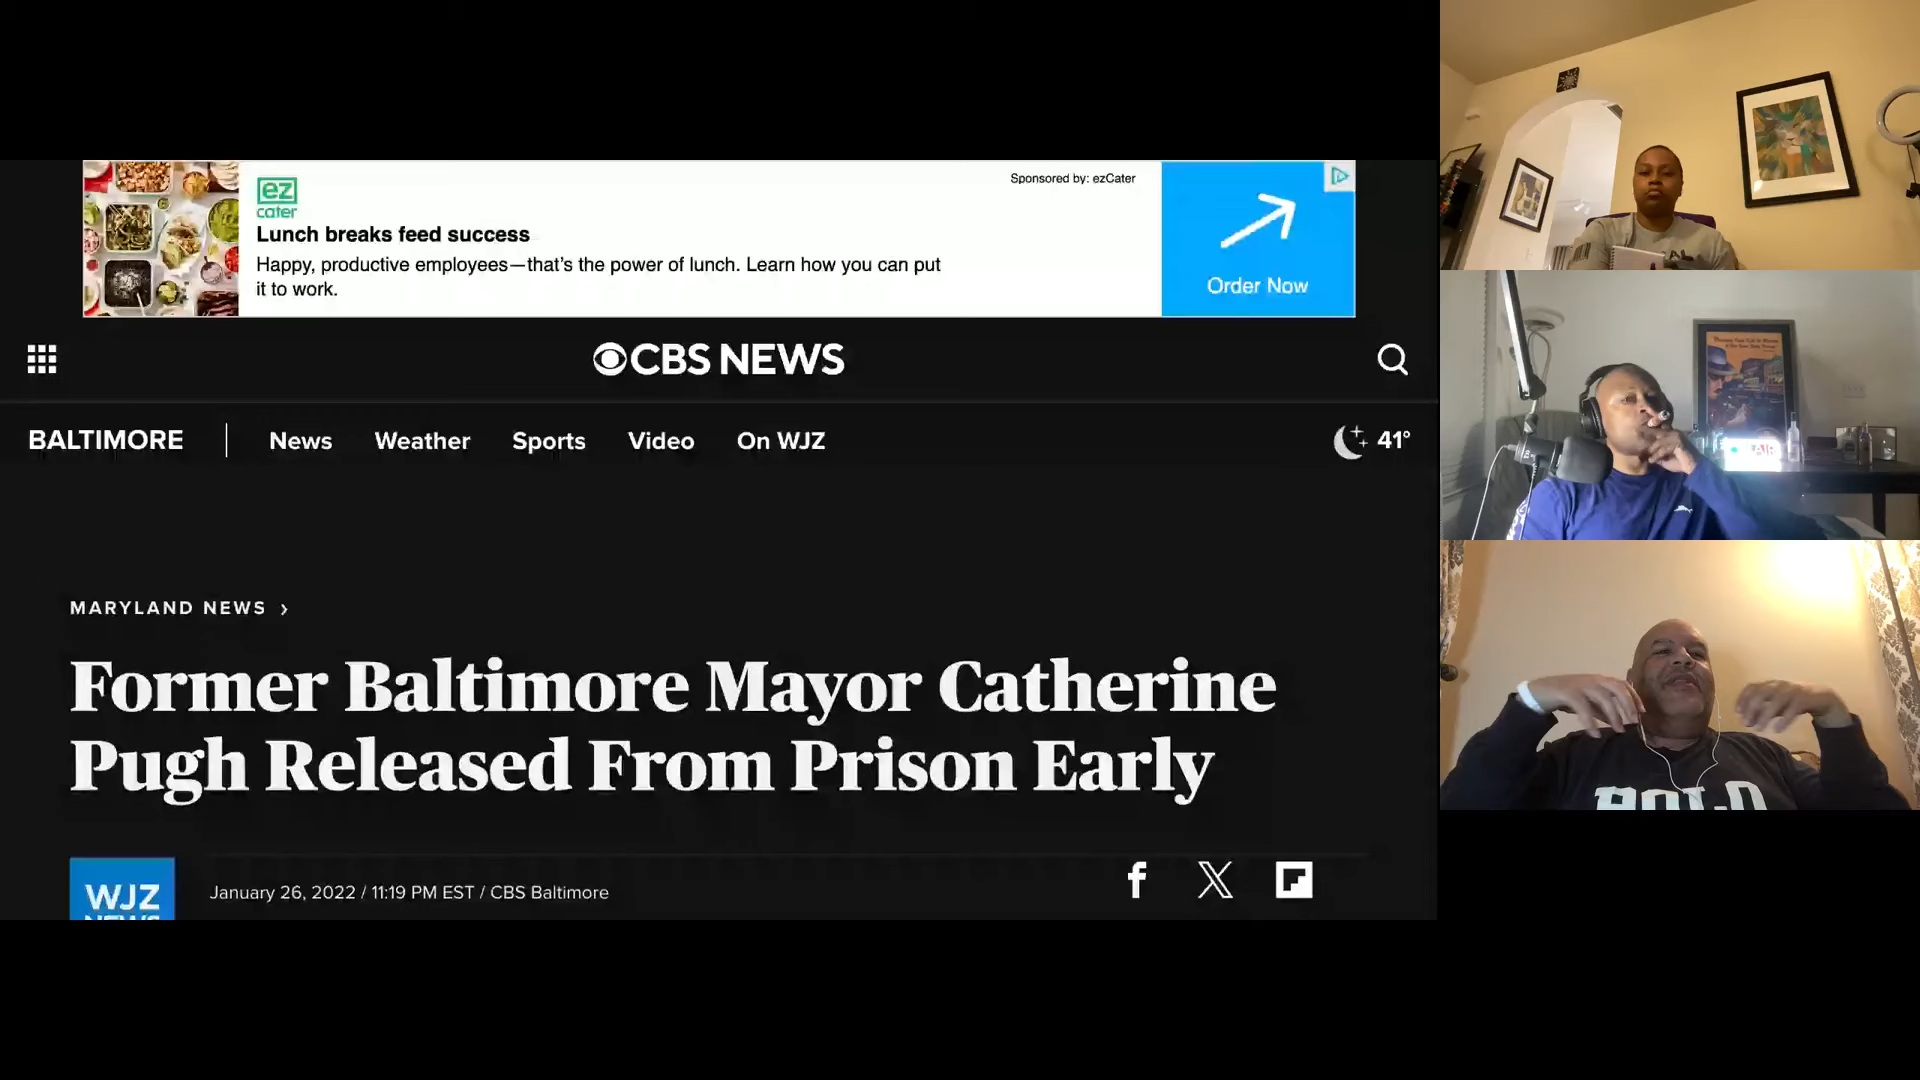 ez
cater
Sponsored by: ezCater
Lunch breaks feed success
Happy, productive employees—that's the power of lunch. Learn how you can put
it to work.
Order Now
CBS NEWS
BALTIMORE
News
Weather
Sports
Video
On WJZ
41°
MARYLAND NEWS
Former Baltimore Mayor Catherine
Pugh Released From Prison Early
WJZ
NEWS
January 26, 2022 / 11:19 PM EST / CBS Baltimore